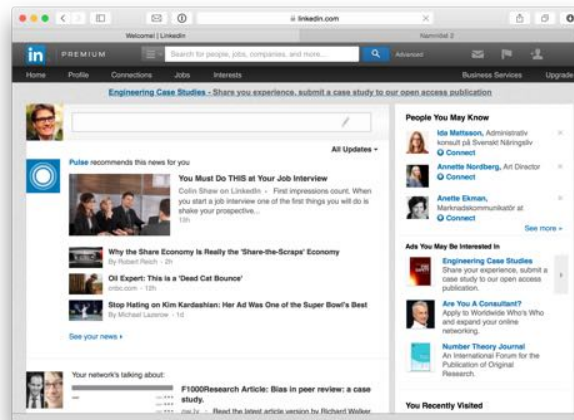 linkedin.com
Welcome! | LinkedIn
Namnlöst 2
in PREMIUM
Search for people, jobs, companies, and more...
Advanced
Home Profile Connections Jobs Interests
Business Services Upgrade
Engineering Case Studies - Share you experience, submit a case study to our open access publication
All Updates
Pulse recommends this news for you
You Must Do THIS at Your Job Interview
Colin Shaw on LinkedIn • First impressions count. When
you start a job interview one of the first things you will do is
shake your prospective...
Why the Share Economy Is Really the 'Share-the-Scraps' Economy
By Robert Reich • 2h
Oil Expert: This is a 'Dead Cat Bounce'
cnbc.com • 12h
Stop Hating on Kim Kardashian: Her Ad Was One of the Super Bowl's Best
By Michael Lazerow • 1d
See your news
Your network's talking about:
F1000Research Article: Bias in peer review: a case
study.
ow.ly • Read the latest article version by Richard Walker
People You May Know
Ida Mattsson, Administrativ
konsult på Svenskt Näringsliv
Connect
Annette Nordberg, Art Director
Connect
Anette Ekman,
Marknadskommunikatör at
Connect
See more »
Ads You May Be Interested In
Engineering Case Studies
Share your experience, submit a
case study to our open access
publication.
Are You A Consultant?
Apply to Worldwide Who's Who
and expand your online
networking.
Number Theory Journal
An International Forum for the
Publication of Original
Research.
You Recently Visited